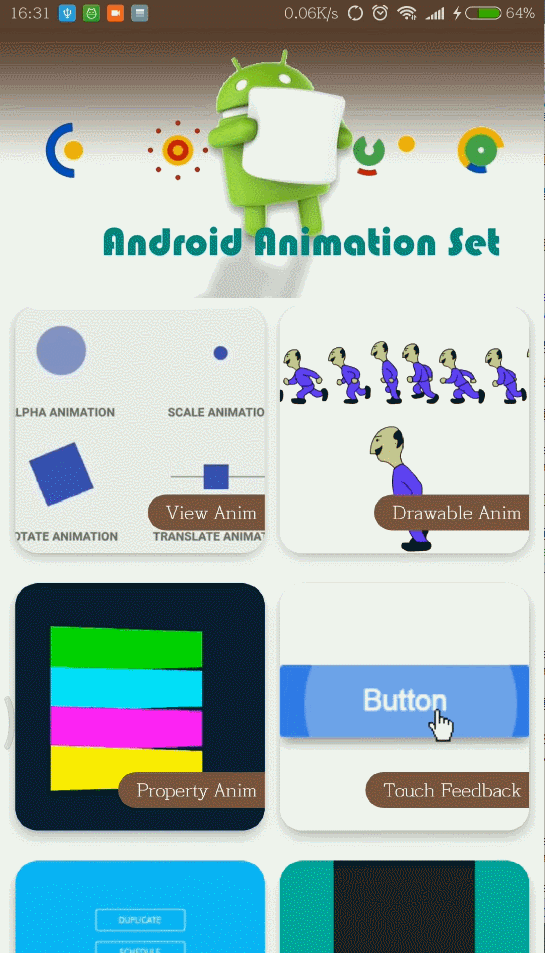 16:31 0.06K/s 64%
Android Animation Set
LPHA ANIMATION SCALE ANIMATIO
OTATE ANIMATION TRANSLATE ANIMAT
View Anim
Drawable Anim
Button
Property Anim
Touch Feedback
DUPLICATE
SCHEDULE